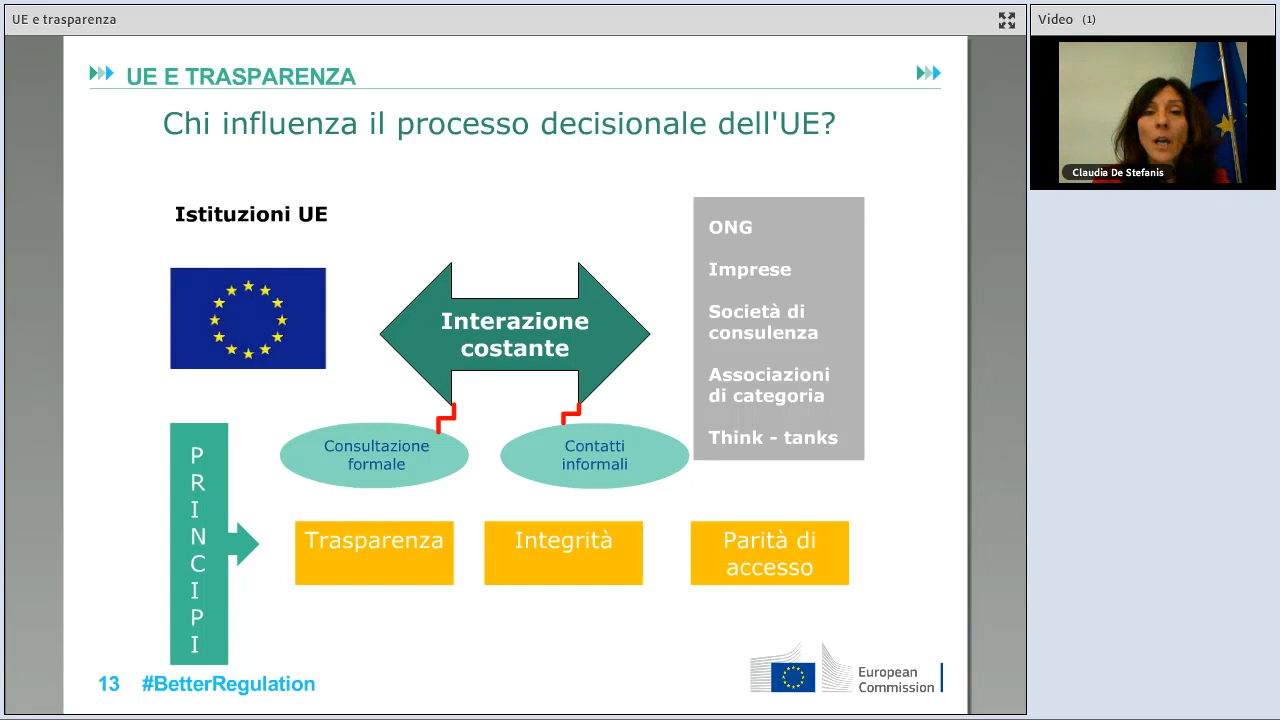 UE e trasparenza
Video (1)
Claudia De Stefanis
UE E TRASPARENZA
Chi influenza il processo decisionale dell'UE?
Istituzioni UE
Interazione
costante
ONG
Imprese
Società di
consulenza
Associazioni
di categoria
Think - tanks
Consultazione
formale
Contatti
informali
PRINCIPI
Trasparenza
Integrità
Parità di
accesso
13 #BetterRegulation
European
Commission